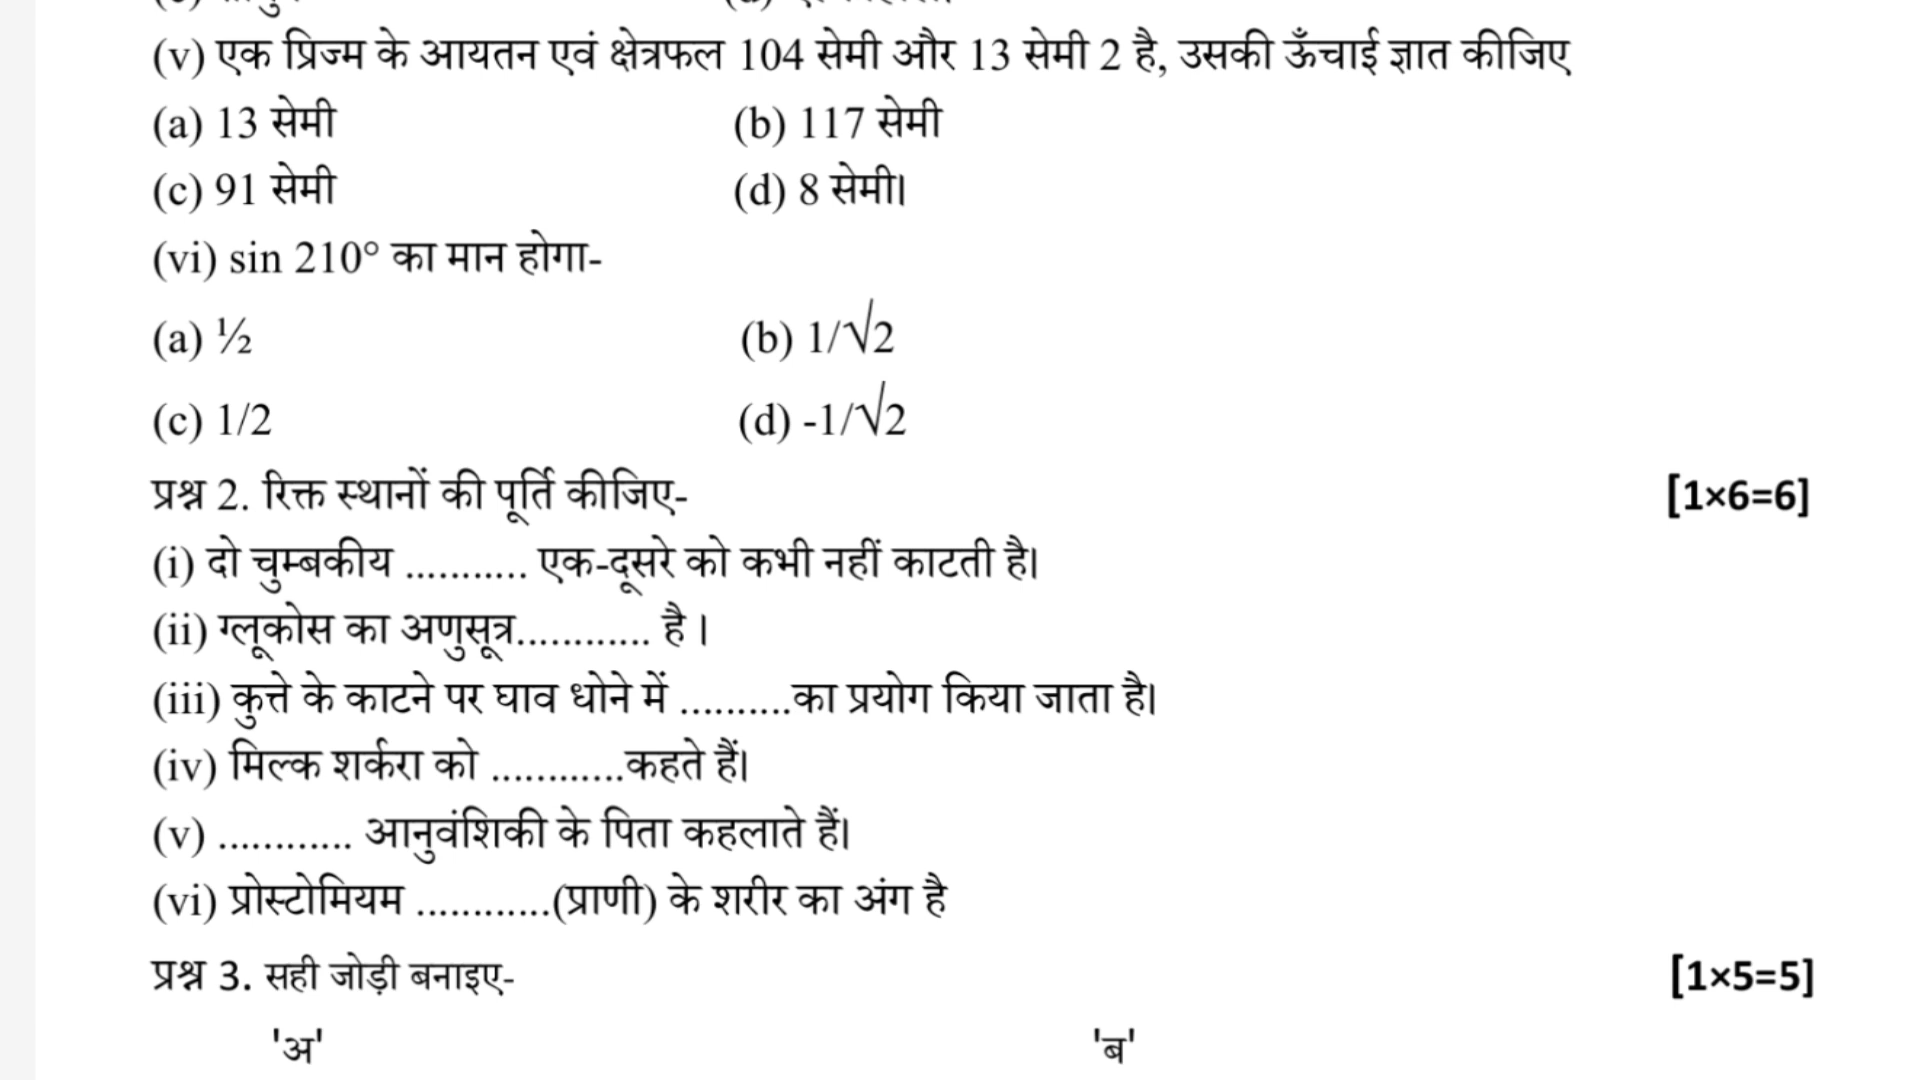 (v) एक प्रिज्म के आयतन एवं क्षेत्रफल 104 सेमी और 13 सेमी 2 है, उसकी ऊँचाई ज्ञात कीजिए
(a) 13 सेमी (b) 117 सेमी
(c) 91 सेमी (d) 8 सेमी।
(vi) sin 210° का मान होगा-
(a) ½ (b) 1/√2
(c) 1/2 (d) -1/√2
प्रश्न 2. रिक्त स्थानों की पूर्ति कीजिए- [1×6=6]
(i) दो चुम्बकीय ........... एक-दूसरे को कभी नहीं काटती है।
(ii) ग्लूकोस का अणुसूत्र............ है ।
(iii) कुत्ते के काटने पर घाव धोने में ..........का प्रयोग किया जाता है।
(iv) मिल्क शर्करा को ............कहते हैं।
(v) ............ आनुवंशिकी के पिता कहलाते हैं।
(vi) प्रोस्टोमियम ............(प्राणी) के शरीर का अंग है
प्रश्न 3. सही जोड़ी बनाइए- [1×5=5]
'अ' 'ब'